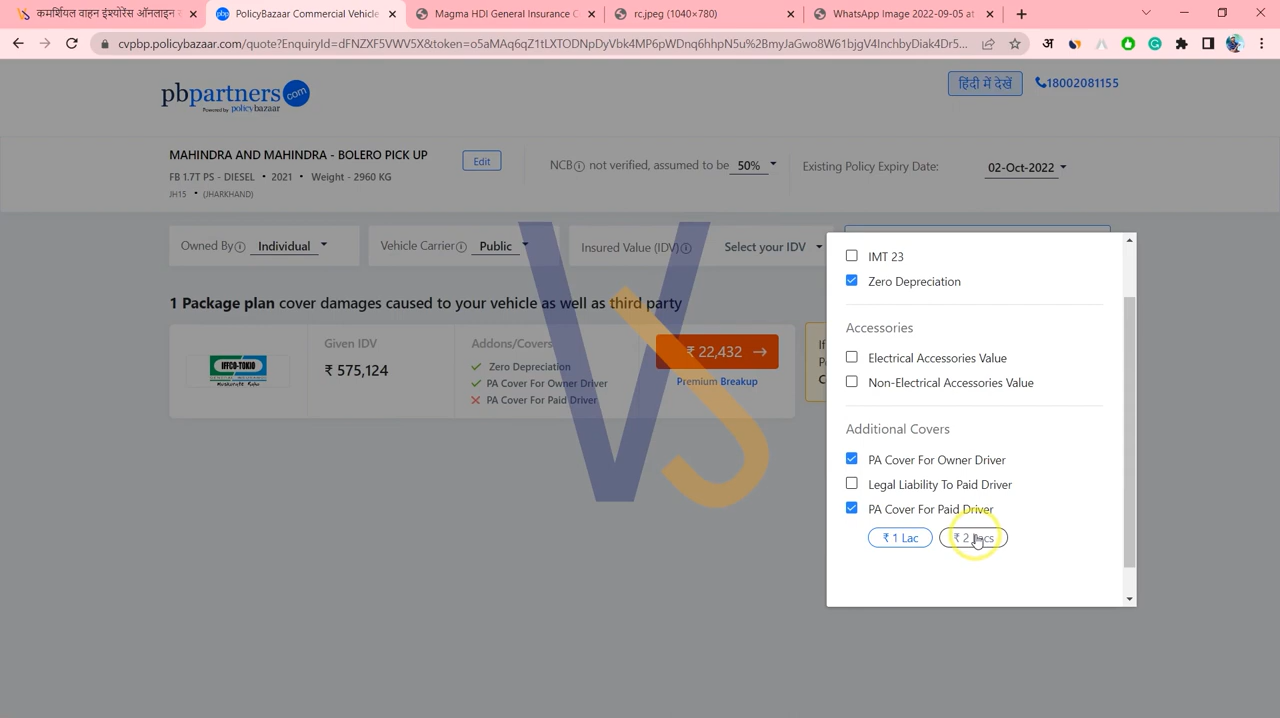 कमर्शियल वाहन इंश्योरेंस ऑनलाइन
PolicyBazaar Commercial Vehicle
Magma HDI General Insurance C
rc.jpeg (1040×780)
WhatsApp Image 2022-09-05 at
cvpbp.policybazaar.com/quote?EnquiryId=dFNZXF5VWV5X&token=o5aMAq6qZ1tLXTODNpDyVbk4MP6pWDnq6hhpN5u%2BmyJaGwo8W61bjgV4InchbyDiak4Dr5...
अ
pbpartners.com
Powered by policybazaar
हिंदी में देखें
18002081155
MAHINDRA AND MAHINDRA - BOLERO PICK UP
Edit
FB 1.7T PS - DIESEL • 2021 • Weight - 2960 KG
JH15 • (JHARKHAND)
NCB not verified, assumed to be 50%
Existing Policy Expiry Date: 02-Oct-2022
Owned By Individual
Vehicle Carrier Public
Insured Value (IDV) Select your IDV
1 Package plan cover damages caused to your vehicle as well as third party
IFFCO-TOKIO
Muskurate Raho
Given IDV
₹ 575,124
Addons/Covers
Zero Depreciation
PA Cover For Owner Driver
PA Cover For Paid Driver
₹ 22,432
Premium Breakup
VJ
IMT 23
Zero Depreciation
Accessories
Electrical Accessories Value
Non-Electrical Accessories Value
Additional Covers
PA Cover For Owner Driver
Legal Liability To Paid Driver
PA Cover For Paid Driver
₹ 1 Lac
₹ 2 Lacs